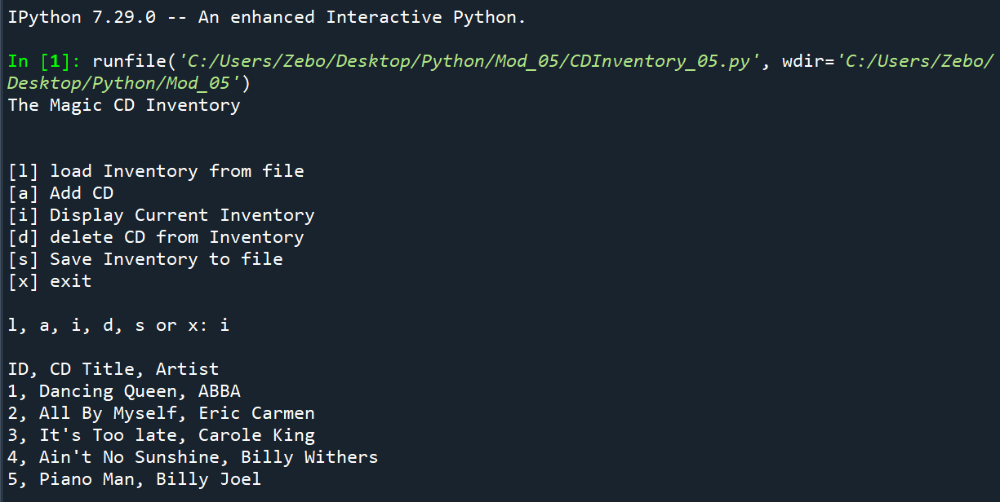 IPython 7.29.0 -- An enhanced Interactive Python.
In [1]: runfile('C:/Users/Zebo/Desktop/Python/Mod_05/CDInventory_05.py', wdir='C:/Users/Zebo/
Desktop/Python/Mod_05')
The Magic CD Inventory
[l] load Inventory from file
[a] Add CD
[i] Display Current Inventory
[d] delete CD from Inventory
[s] Save Inventory to file
[x] exit
l, a, i, d, s or x: i
ID, CD Title, Artist
1, Dancing Queen, ABBA
2, All By Myself, Eric Carmen
3, It's Too late, Carole King
4, Ain't No Sunshine, Billy Withers
5, Piano Man, Billy Joel